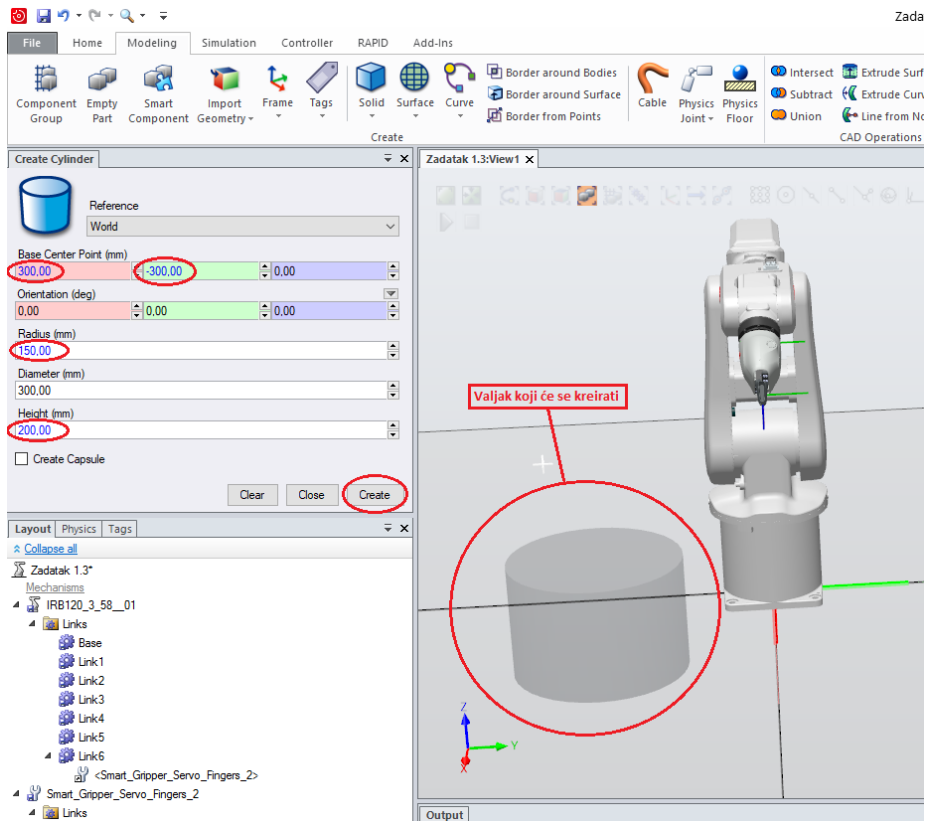 Zada
File Home Modeling Simulation Controller RAPID Add-Ins
Component Group
Empty Part
Smart Component
Import Geometry
Frame
Tags
Solid
Surface
Curve
Border around Bodies
Border around Surface
Border from Points
Create
Cable
Physics Joint
Physics Floor
Intersect
Subtract
Union
Extrude Surf
Extrude Curv
Line from No
CAD Operations
Create Cylinder
Reference
World
Base Center Point (mm)
300,00 -300,00 0,00
Orientation (deg)
0,00 0,00 0,00
Radius (mm)
150,00
Diameter (mm)
300,00
Height (mm)
200,00
Create Capsule
Clear Close Create
Layout Physics Tags
Collapse all
Zadatak 1.3*
Mechanisms
IRB120_3_58__01
Links
Base
Link1
Link2
Link3
Link4
Link5
Link6
<Smart_Gripper_Servo_Fingers_2>
Smart_Gripper_Servo_Fingers_2
Links
Zadatak 1.3:View1
Valjak koji će se kreirati
Z
Y
X
Output